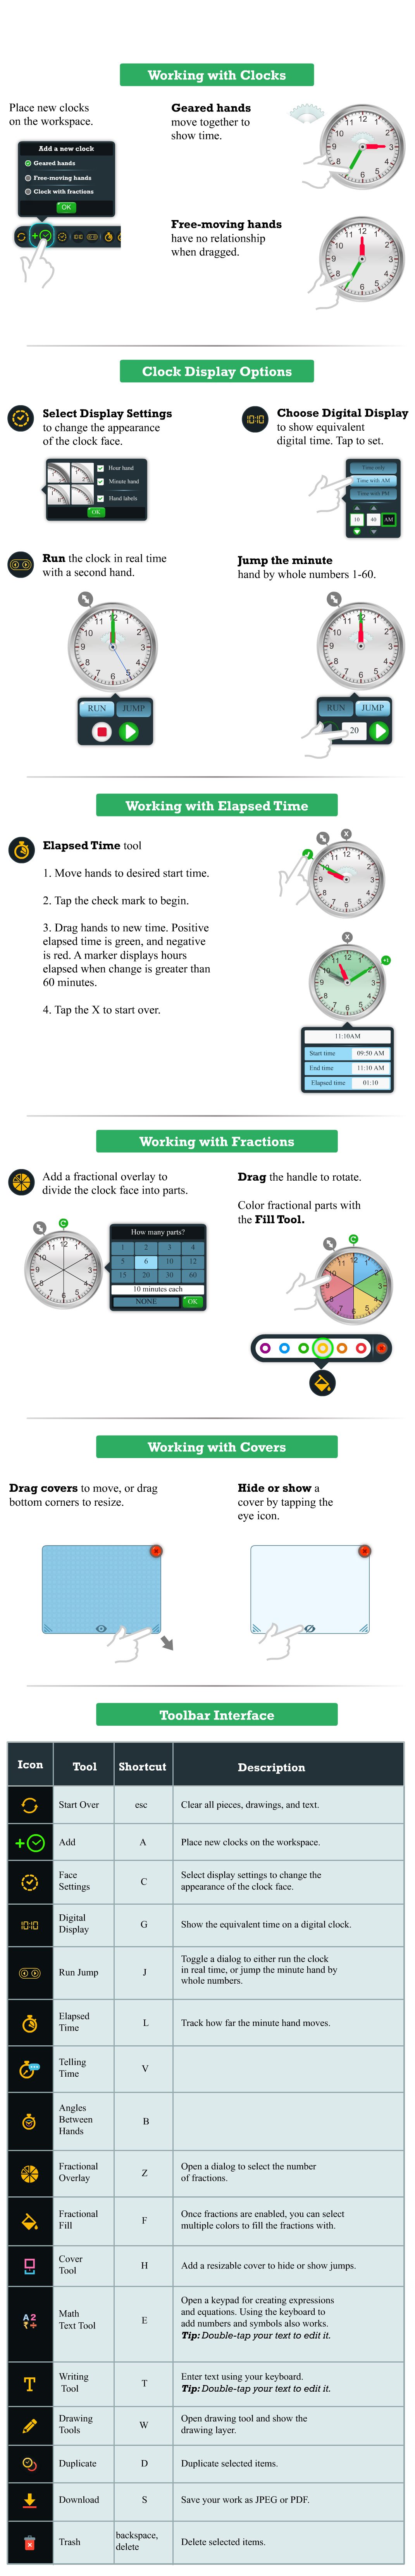 Working with Clocks
Place new clocks
on the workspace.
Add a new clock
Geared hands
Free-moving hands
Clock with fractions
OK
Geared hands
move together to
show time.
Free-moving hands
have no relationship
when dragged.
Clock Display Options
Select Display Settings
to change the appearance
of the clock face.
Hour hand
Minute hand
Hand labels
OK
Choose Digital Display
to show equivalent
digital time. Tap to set.
Time only
Time with AM
Time with PM
10 40 AM
Run the clock in real time
with a second hand.
RUN JUMP
Jump the minute
hand by whole numbers 1-60.
RUN JUMP
20
Working with Elapsed Time
Elapsed Time tool
1. Move hands to desired start time.
2. Tap the check mark to begin.
3. Drag hands to new time. Positive
elapsed time is green, and negative
is red. A marker displays hours
elapsed when change is greater than
60 minutes.
4. Tap the X to start over.
X
X
+1
11:10AM
Start time 09:50 AM
End time 11:10 AM
Elapsed time 01:10
Working with Fractions
Add a fractional overlay to
divide the clock face into parts.
How many parts?
1 2 3 4
5 6 10 12
15 20 30 60
10 minutes each
NONE OK
Drag the handle to rotate.
Color fractional parts with
the Fill Tool.
Working with Covers
Drag covers to move, or drag
bottom corners to resize.
Hide or show a
cover by tapping the
eye icon.
Toolbar Interface
Icon Tool Shortcut Description
Start Over esc Clear all pieces, drawings, and text.
Add A Place new clocks on the workspace.
Face
Settings
C
Select display settings to change the
appearance of the clock face.
Digital
Display
G
Show the equivalent time on a digital clock.
Run Jump
J
Toggle a dialog to either run the clock
in real time, or jump the minute hand by
whole numbers.
Elapsed
Time
L
Track how far the minute hand moves.
Telling
Time
V
Angles
Between
Hands
B
Fractional
Overlay
Z
Open a dialog to select the number
of fractions.
Fractional
Fill
F
Once fractions are enabled, you can select
multiple colors to fill the fractions with.
Cover
Tool
H
Add a resizable cover to hide or show jumps.
Math
Text Tool
E
Open a keypad for creating expressions
and equations. Using the keyboard to
add numbers and symbols also works.
Tip: Double-tap your text to edit it.
Writing
Tool
T
Enter text using your keyboard.
Tip: Double-tap your text to edit it.
Drawing
Tools
W
Open drawing tool and show the
drawing layer.
Duplicate D Duplicate selected items.
Download S Save your work as JPEG or PDF.
Trash
backspace,
delete
Delete selected items.